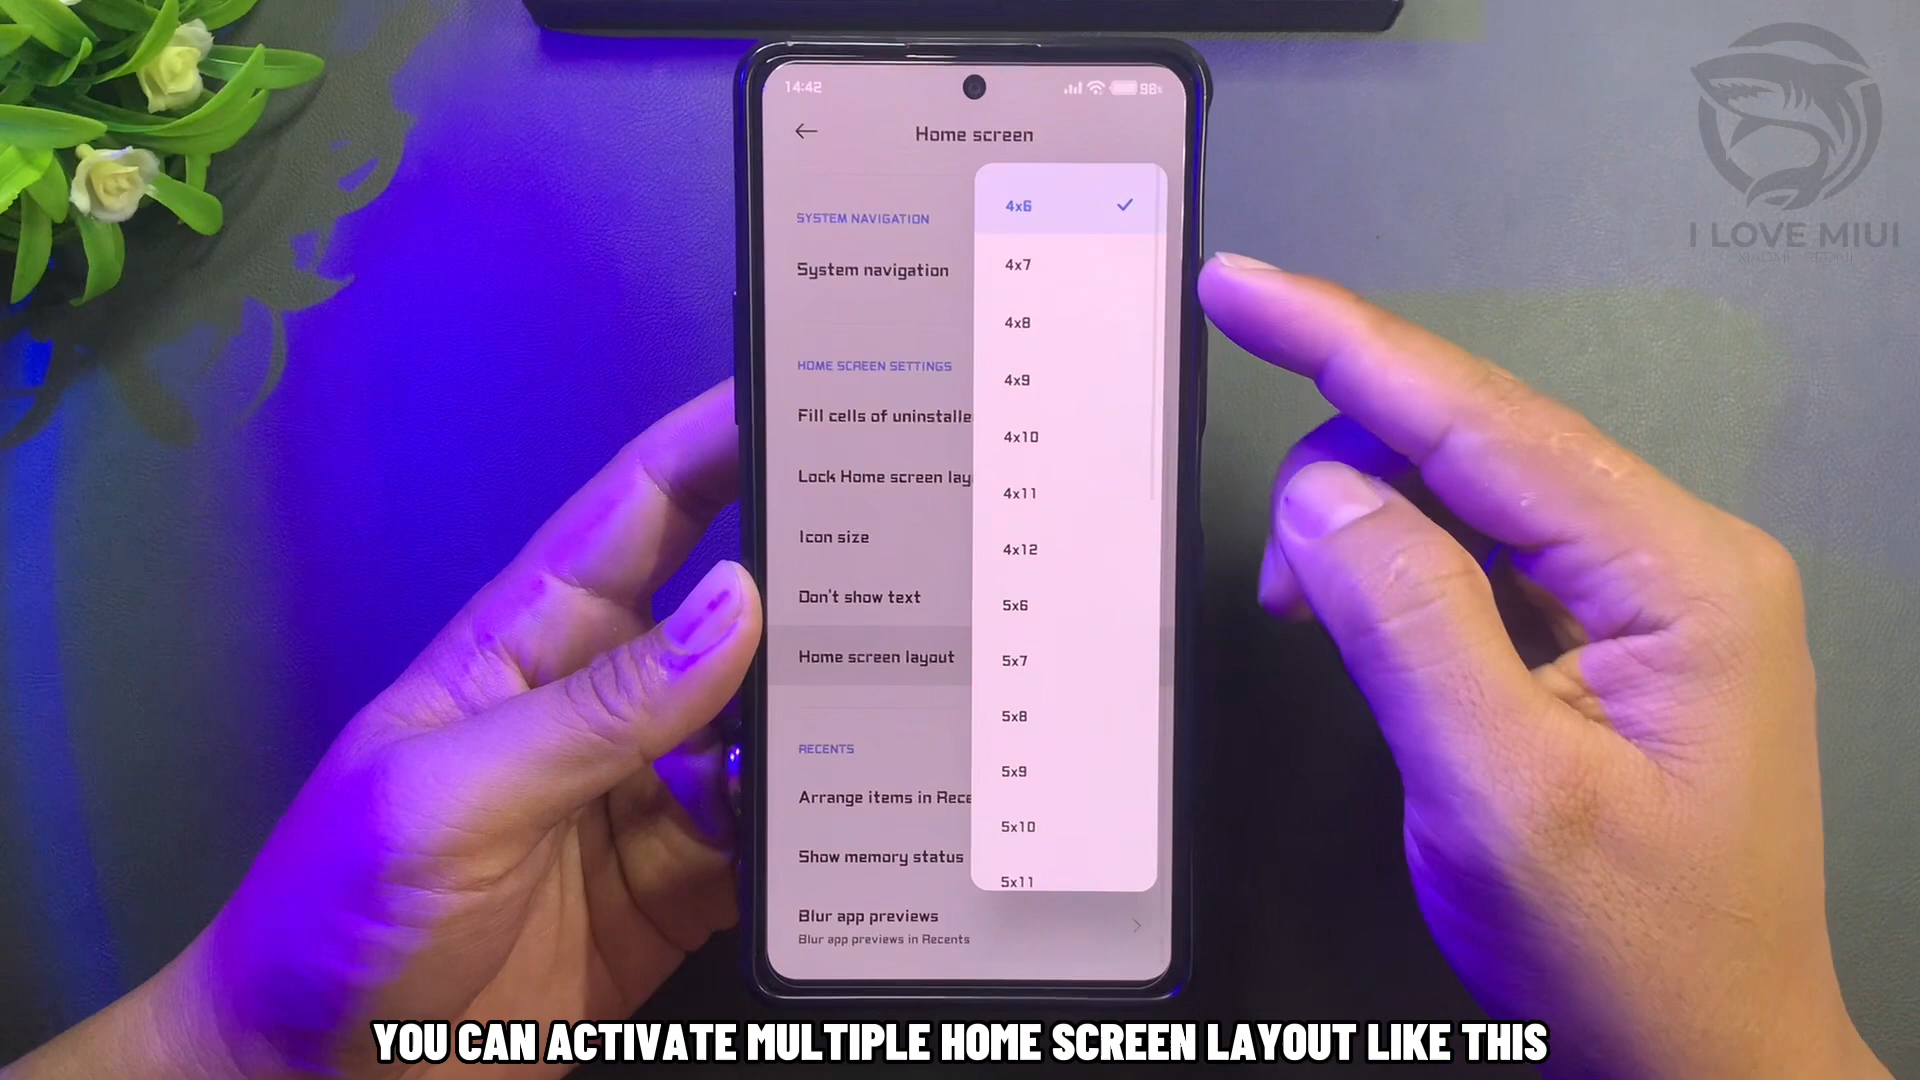 14:42
98%
Home screen
SYSTEM NAVIGATION
System navigation
HOME SCREEN SETTINGS
Fill cells of uninstalle
Lock Home screen lay
Icon size
Don't show text
Home screen layout
RECENTS
Arrange items in Rece
Show memory status
Blur app previews
Blur app previews in Recents
4x6
4x7
4x8
4x9
4x10
4x11
4x12
5x6
5x7
5x8
5x9
5x10
5x11
I LOVE MIUI
YOU CAN ACTIVATE MULTIPLE HOME SCREEN LAYOUT LIKE THIS